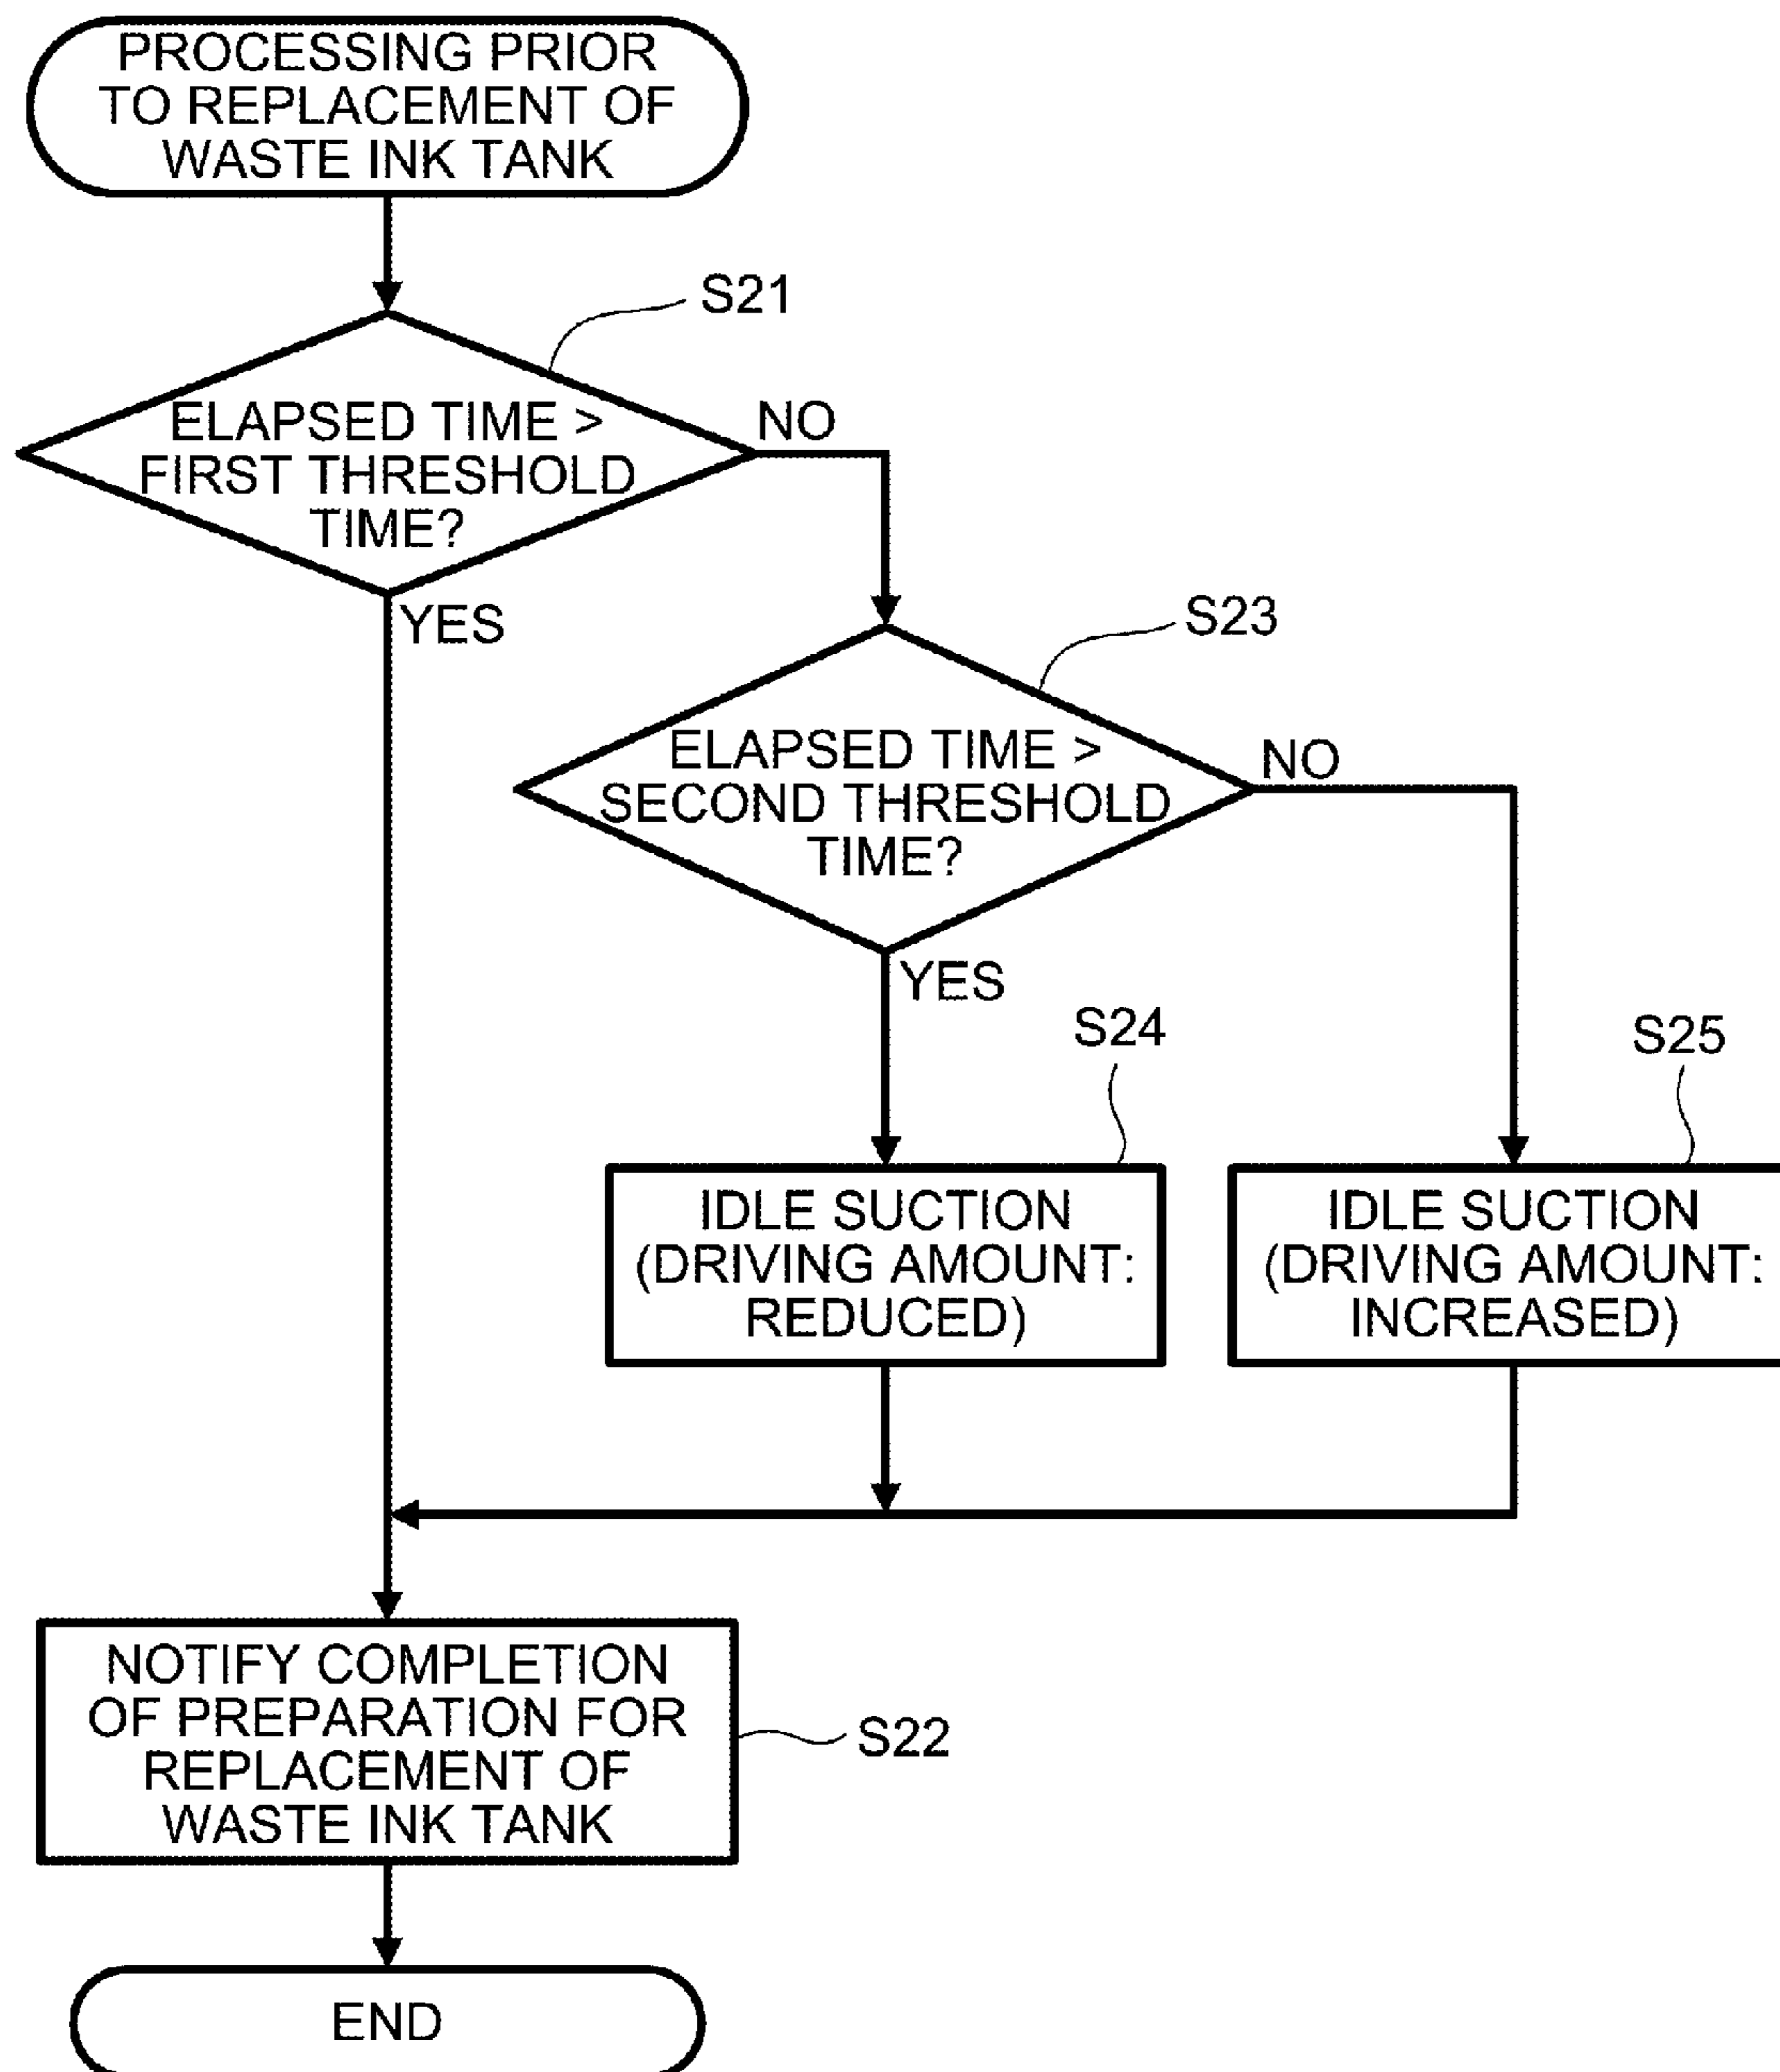 PROCESSING PRIOR
TO REPLACEMENT OF
WASTE INK TANK
S21
ELAPSED TIME >
FIRST THRESHOLD
TIME?
NO
YES
S23
ELAPSED TIME >
SECOND THRESHOLD
TIME?
NO
YES
S24
S25
IDLE SUCTION
(DRIVING AMOUNT:
REDUCED)
IDLE SUCTION
(DRIVING AMOUNT:
INCREASED)
NOTIFY COMPLETION
OF PREPARATION FOR
REPLACEMENT OF
WASTE INK TANK
S22
END